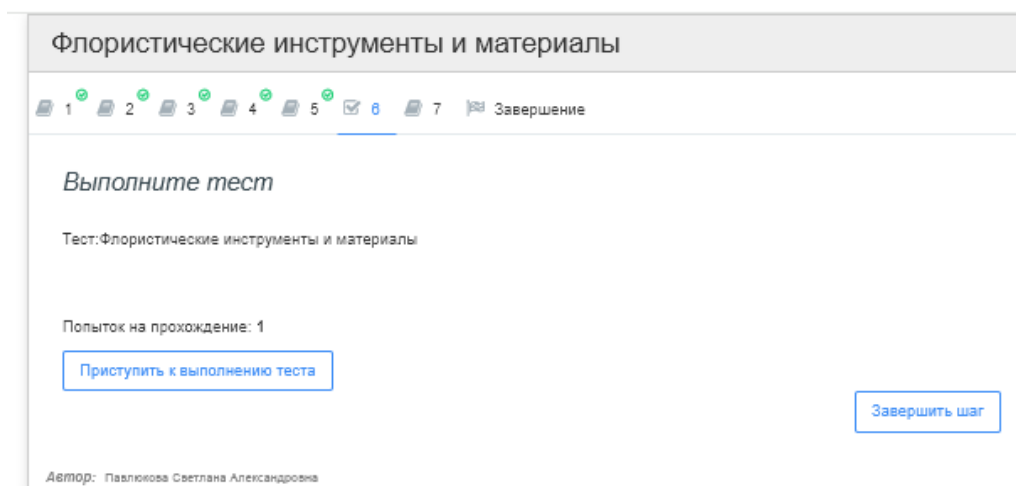 Флористические инструменты и материалы
1 2 3 4 5 6 7 Завершение
Выполните тест
Тест:Флористические инструменты и материалы
Попыток на прохождение: 1
Приступить к выполнению теста
Завершить шаг
Автор: Павлюкова Светлана Александровна